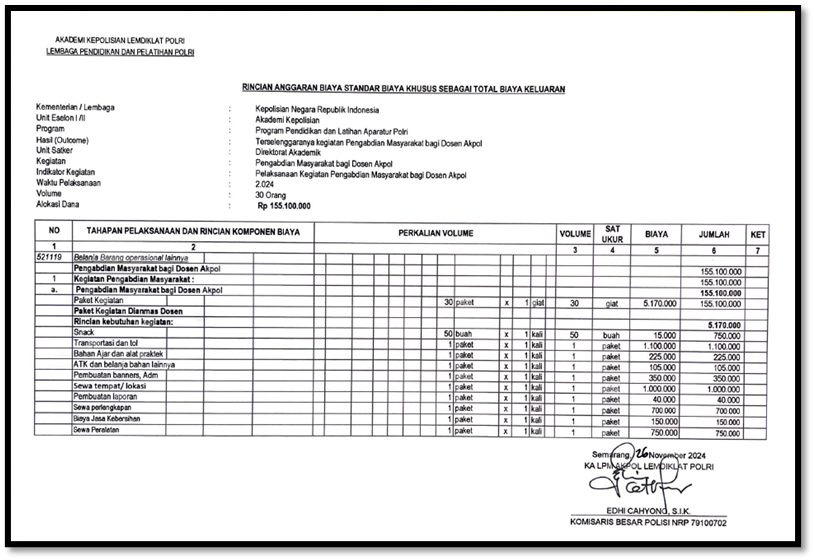 AKADEMI KEPOLISIAN LEMDIKLAT POLRI
LEMBAGA PENDIDIKAN DAN PELATIHAN POLRI
RINCIAN ANGGARAN BIAYA STANDAR BIAYA KHUSUS SEBAGAI TOTAL BIAYA KELUARAN
Kementerian / Lembaga : Kepolisian Negara Republik Indonesia
Unit Eselon I /II : Akademi Kepolisian
Program : Program Pendidikan dan Latihan Aparatur Polri
Hasil (Outcome) : Terselenggaranya kegiatan Pengabdian Masyarakat bagi Dosen Akpol
Unit Satker : Direktorat Akademik
Kegiatan : Pengabdian Masyarakat bagi Dosen Akpol
Indikator Kegiatan : Pelaksanaan Kegiatan Pengabdian Masyarakat bagi Dosen Akpol
Waktu Pelaksanaan : 2.024
Volume : 30 Orang
Alokasi Dana : Rp 155.100.000
NO TAHAPAN PELAKSANAAN DAN RINCIAN KOMPONEN BIAYA PERKALIAN VOLUME VOLUME SAT UKUR BIAYA JUMLAH KET
1 2 3 4 5 6 7
521119 Belanja Barang operasional lainnya
Pengabdian Masyarakat bagi Dosen Akpol 155.100.000
1 Kegiatan Pengabdian Masyarakat : 155.100.000
a. Pengabdian Masyarakat bagi Dosen Akpol 155.100.000
Paket Kegiatan 30 paket x 1 giat 30 giat 5.170.000 155.100.000
Paket Kegiatan Dianmas Dosen
Rincian kebutuhan kegiatan: 5.170.000
Snack 50 buah x 1 kali 50 buah 15.000 750.000
Transportasi dan tol 1 paket x 1 kali 1 paket 1.100.000 1.100.000
Bahan Ajar dan alat praktek 1 paket x 1 kali 1 paket 225.000 225.000
ATK dan belanja bahan lainnya 1 paket x 1 kali 1 paket 105.000 105.000
Pembuatan banners, Adm 1 paket x 1 kali 1 paket 350.000 350.000
Sewa tempat/ lokasi 1 paket x 1 kali 1 paket 1.000.000 1.000.000
Pembuatan laporan 1 paket x 1 kali 1 paket 40.000 40.000
Sewa perlengkapan 1 paket x 1 kali 1 paket 700.000 700.000
Biaya Jasa Kebersihan 1 paket x 1 kali 1 paket 150.000 150.000
Sewa Peralatan 1 paket x 1 kali 1 paket 750.000 750.000
Semarang, 26 November 2024
KA LPM AKPOL LEMDIKLAT POLRI
EDHI CAHYONO, S.I.K.
KOMISARIS BESAR POLISI NRP 79100702